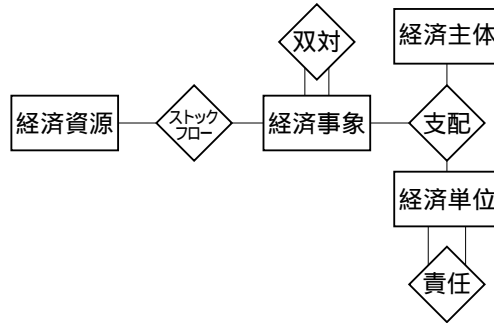 双対
経済主体
経済資源
ストック
フロー
経済事象
支配
経済単位
責任